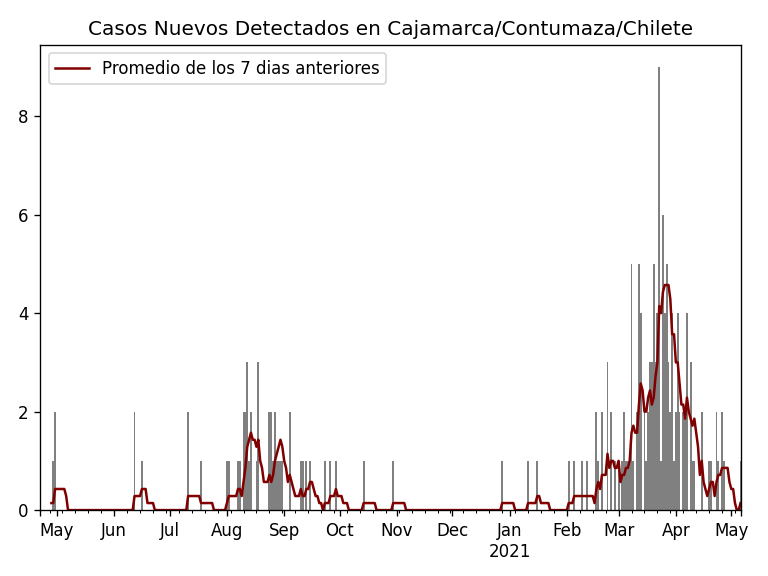 Casos Nuevos Detectados en Cajamarca/Contumaza/Chilete
Promedio de los 7 dias anteriores
8
6
4
2
0
May Jun Jul Aug Sep Oct Nov Dec Jan Feb Mar Apr May
2021